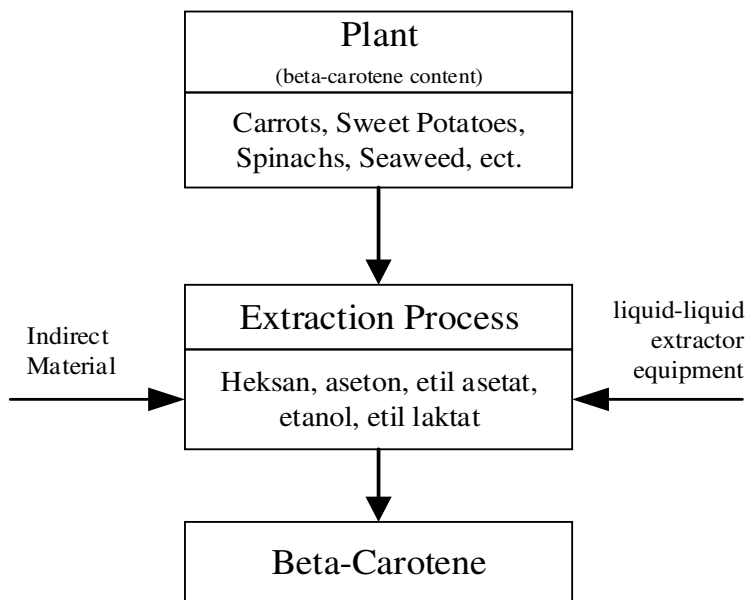 Plant
(beta-carotene content)
Carrots, Sweet Potatoes,
Spinachs, Seaweed, ect.
Extraction Process
Heksan, aseton, etil asetat,
etanol, etil laktat
Indirect
Material
liquid-liquid
extractor
equipment
Beta-Carotene